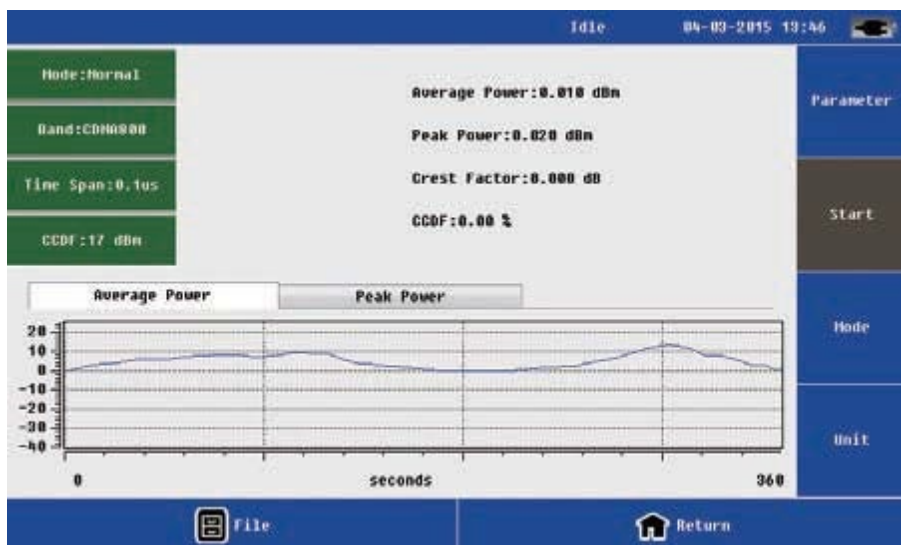 Idle
04-03-2015 13:46
Mode:Normal
Band:CDMA800
Time Span:0.1us
CCDF:17 dBm
Average Power:0.010 dBm
Peak Power:0.020 dBm
Crest Factor:0.000 dB
CCDF:0.00 %
Parameter
Start
Mode
Unit
Average Power
Peak Power
20
10
0
-10
-20
-30
-40
0
seconds
360
File
Return